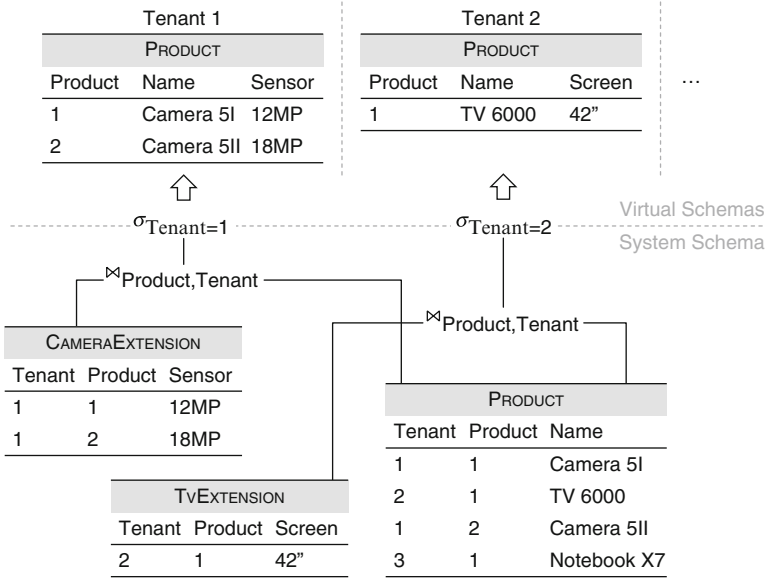 Tenant 1
Tenant 2
PRODUCT
Product Name Sensor
1 Camera 5I 12MP
2 Camera 5II 18MP
PRODUCT
Product Name Screen
1 TV 6000 42”
...
σTenant=1
σTenant=2
Virtual Schemas
System Schema
⋈Product,Tenant
⋈Product,Tenant
CAMERAEXTENSION
Tenant Product Sensor
1 1 12MP
1 2 18MP
TVEXTENSION
Tenant Product Screen
2 1 42”
PRODUCT
Tenant Product Name
1 1 Camera 5I
2 1 TV 6000
1 2 Camera 5II
3 1 Notebook X7